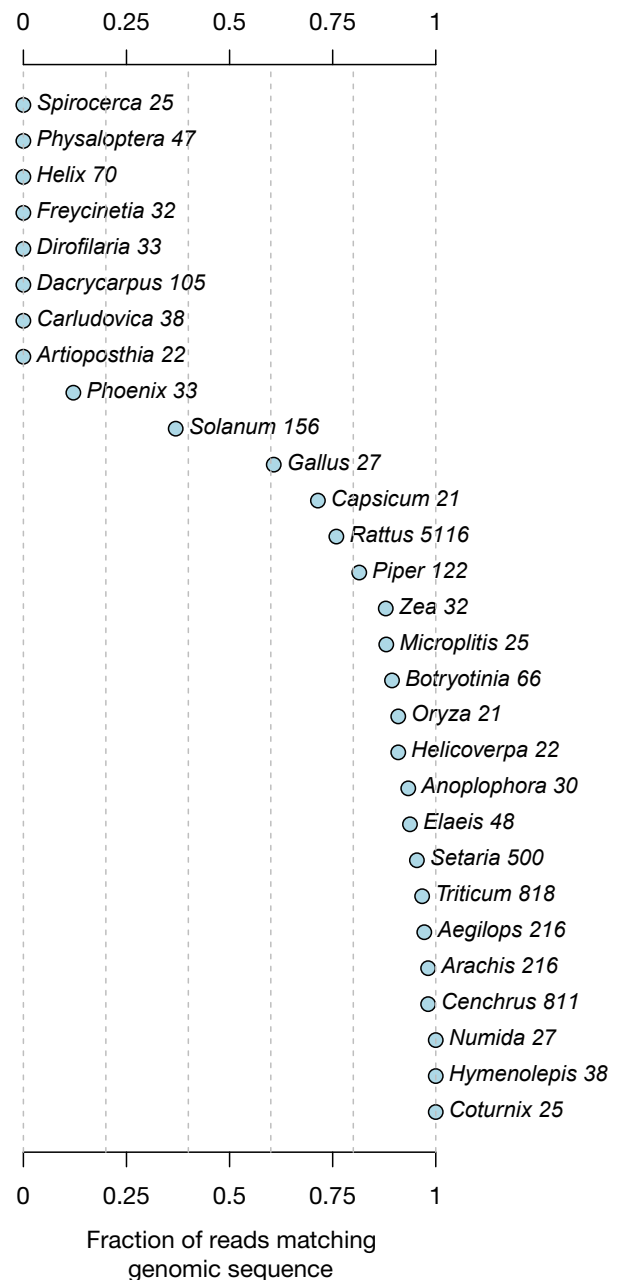 0 0.25 0.5 0.75 1
Spirocerca 25
Physaloptera 47
Helix 70
Freycinetia 32
Dirofilaria 33
Dacrycarpus 105
Carludovica 38
Artioposthia 22
Phoenix 33
Solanum 156
Gallus 27
Capsicum 21
Rattus 5116
Piper 122
Zea 32
Microplitis 25
Botryotinia 66
Oryza 21
Helicoverpa 22
Anoplophora 30
Elaeis 48
Setaria 500
Triticum 818
Aegilops 216
Arachis 216
Cenchrus 811
Numida 27
Hymenolepis 38
Coturnix 25
0 0.25 0.5 0.75 1
Fraction of reads matching
genomic sequence